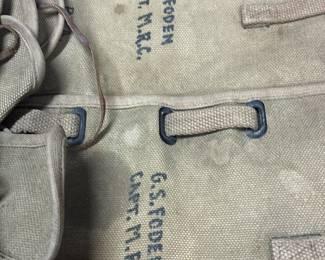 FODEN
T. M.R.C.
G.S. FODEN
CAPT. M.R